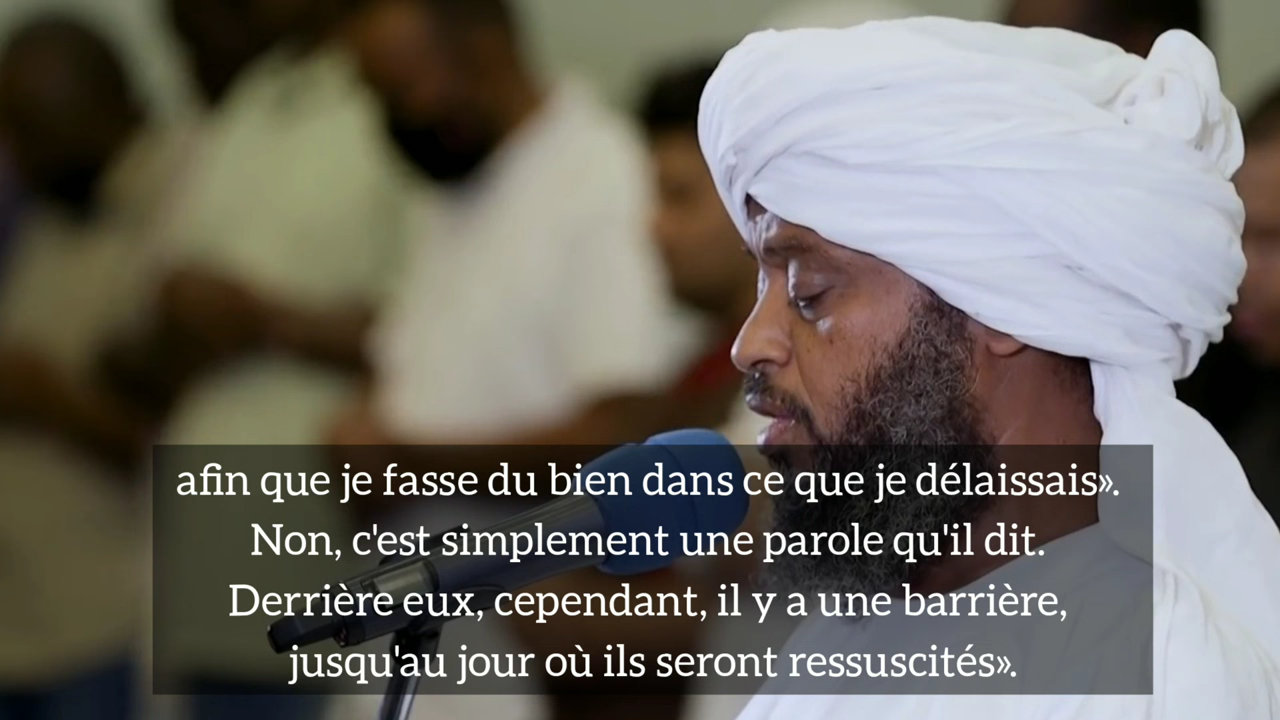 afin que je fasse du bien dans ce que je délaissais».
Non, c'est simplement une parole qu'il dit.
Derrière eux, cependant, il y a une barrière,
jusqu'au jour où ils seront ressuscités».